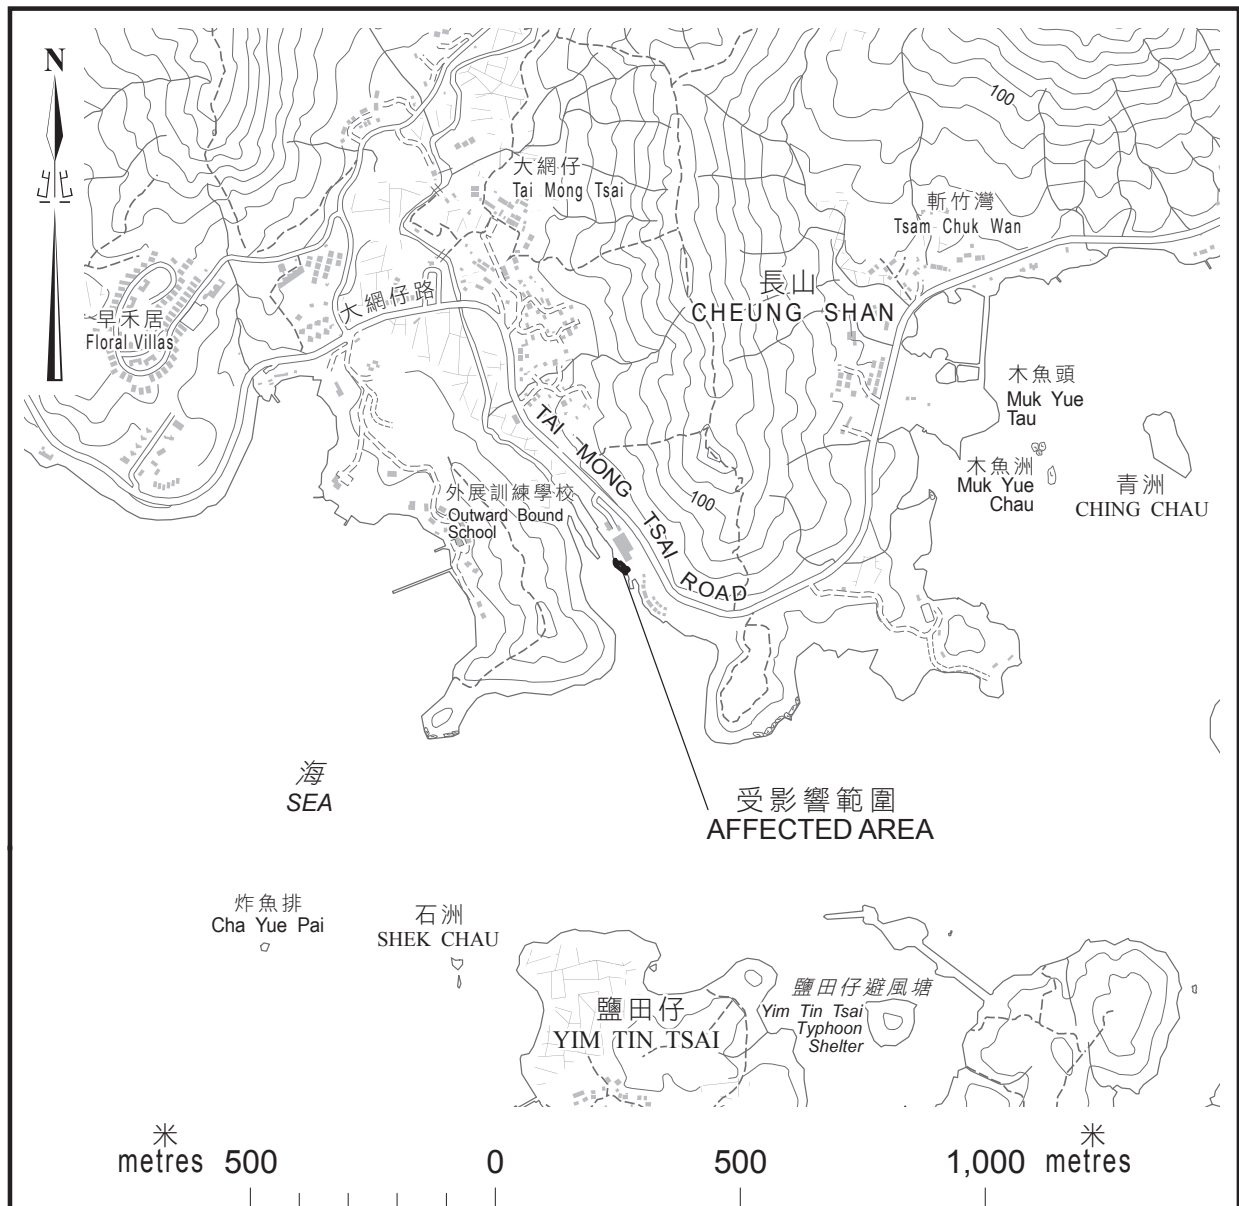 N
北
100
大網仔
Tai Mong Tsai
斬竹灣
Tsam Chuk Wan
長山
CHEUNG SHAN
大網仔路
早禾居
Floral Villas
木魚頭
Muk Yue
Tau
木魚洲
Muk Yue
Chau
青洲
CHING CHAU
TAI MONG TSAI ROAD
100
外展訓練學校
Outward Bound
School
海
SEA
受影響範圍
AFFECTED AREA
炸魚排
Cha Yue Pai
石洲
SHEK CHAU
鹽田仔
YIM TIN TSAI
鹽田仔避風塘
Yim Tin Tsai
Typhoon
Shelter
米 米
metres 500 0 500 1,000 metres